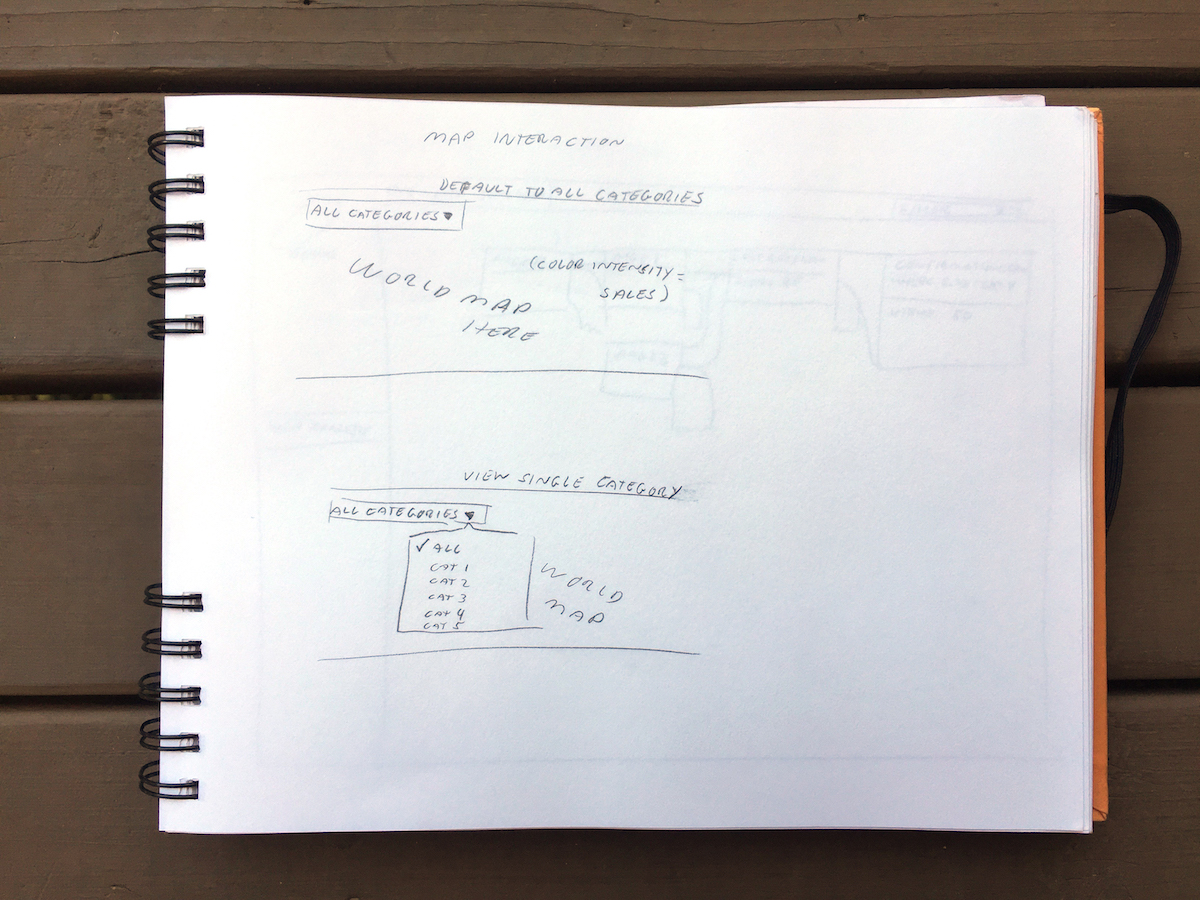 MAP INTERACTION
DEFAULT TO ALL CATEGORIES
ALL CATEGORIES
(COLOR INTENSITY =
SALES)
WORLD MAP
HERE
VIEW SINGLE CATEGORY
ALL CATEGORIES
✓ ALL
CAT 1
CAT 2
CAT 3
CAT 4
CAT 5
WORLD
MAP